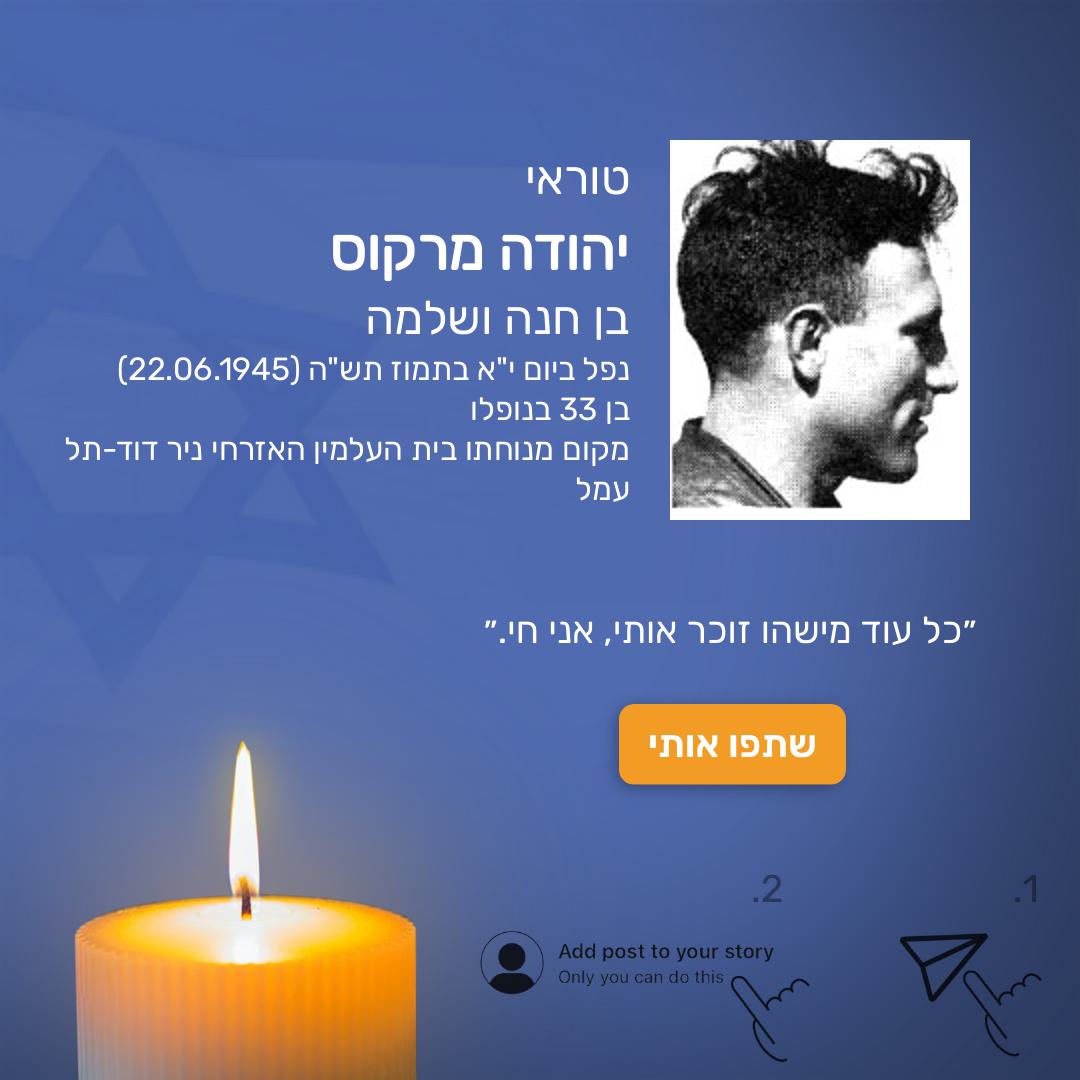 טוראי
יהודה מרקוס
בן חנה ושלמה
נפל ביום י"א בתמוז תש"ה (22.06.1945)
בן 33 בנופלו
מקום מנוחתו בית העלמין האזרחי ניר דוד-תל
עמל
״כל עוד מישהו זוכר אותי, אני חי.״
שתפו אותי
.1
.2
Add post to your story
Only you can do this